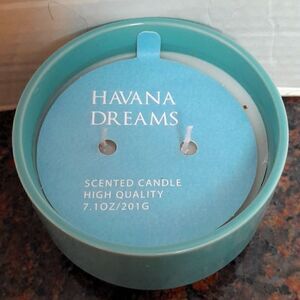 HAVANA
DREAMS
SCENTED CANDLE
HIGH QUALITY
7.1OZ/201G